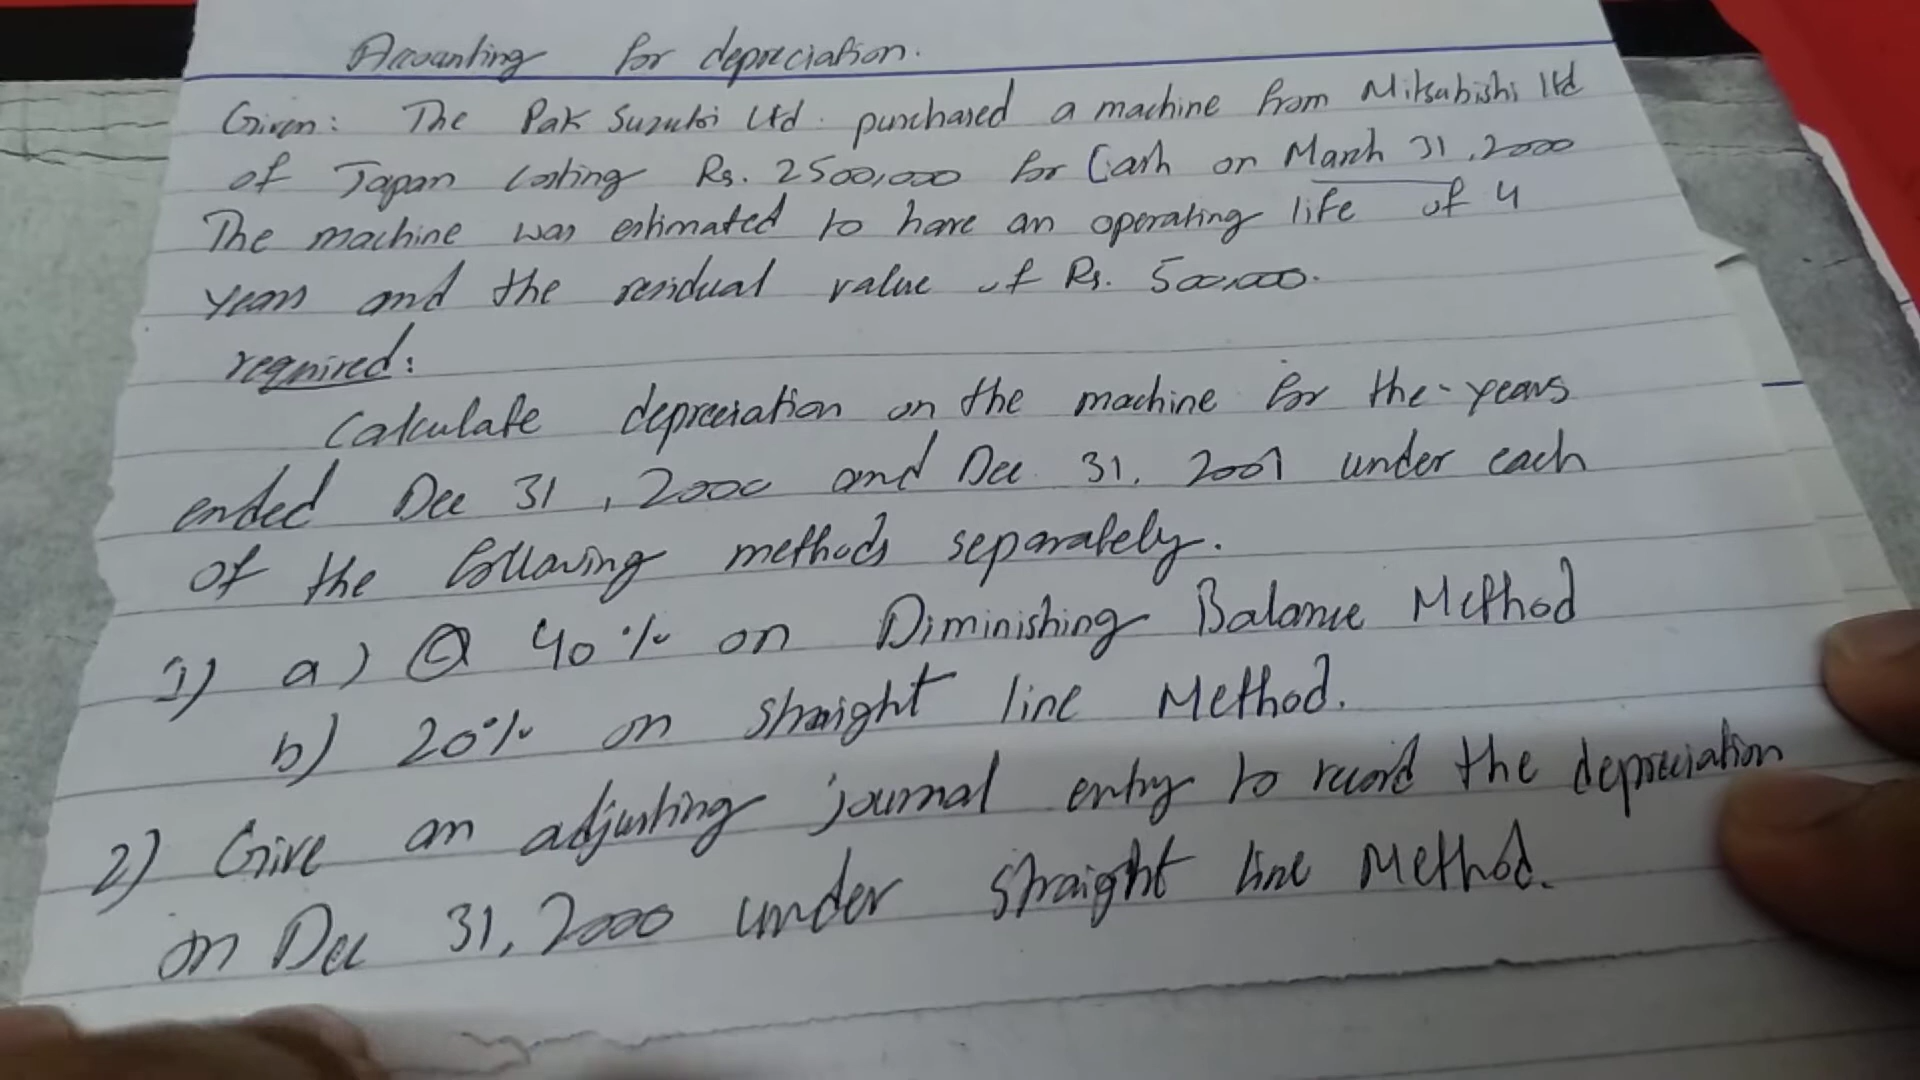 Accounting for depreciation.
Given: The Pak Suzuki Ltd. purchased a machine from Mitsubishi ltd
of Japan costing Rs. 2500,000 for Cash on March 31, 2000
The machine was estimated to have an operating life of 4
years and the residual value of Rs. 500,000.
required:
Calculate depreciation on the machine for the years
ended Dec 31, 2000 and Dec 31, 2001 under each
of the following methods separately.
1) a) @ 40% on Diminishing Balance Method
b) 20% on straight line Method.
2) Give an adjusting journal entry to record the depreciation
on Dec 31, 2000 under straight line Method.